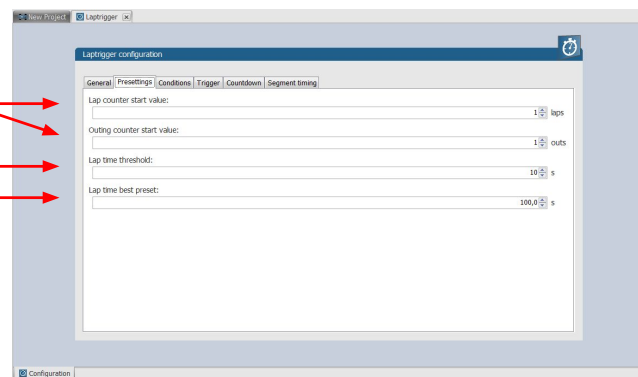 New Project Laptrigger
Laptrigger configuration
General Presettings Conditions Trigger Countdown Segment timing
Lap counter start value:
1 laps
Outing counter start value:
1 outs
Lap time threshold:
10 s
Lap time best preset:
100,0 s
Configuration